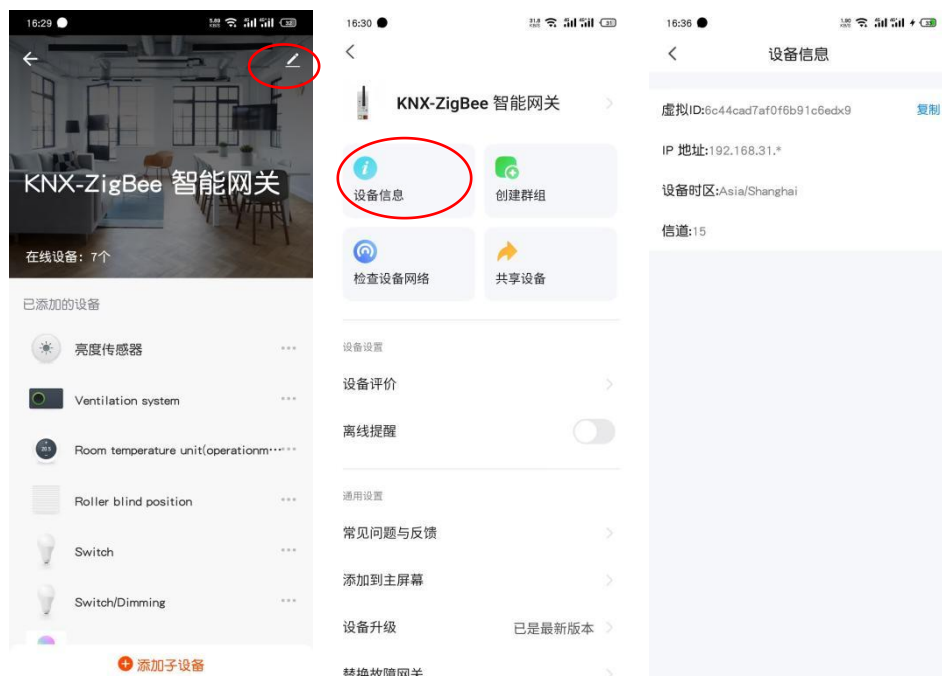 16:29
KNX-ZigBee 智能网关
在线设备：7个
已添加的设备
亮度传感器
Ventilation system
Room temperature unit(operationm···
Roller blind position
Switch
Switch/Dimming
添加子设备
16:30
KNX-ZigBee 智能网关
设备信息
创建群组
检查设备网络
共享设备
设备设置
设备评价
离线提醒
通用设置
常见问题与反馈
添加到主屏幕
设备升级 已是最新版本
替换故障网关
16:36
设备信息
虚拟ID:6c44cad7af0f6b91c6edx9 复制
IP 地址:192.168.31.*
设备时区:Asia/Shanghai
信道:15